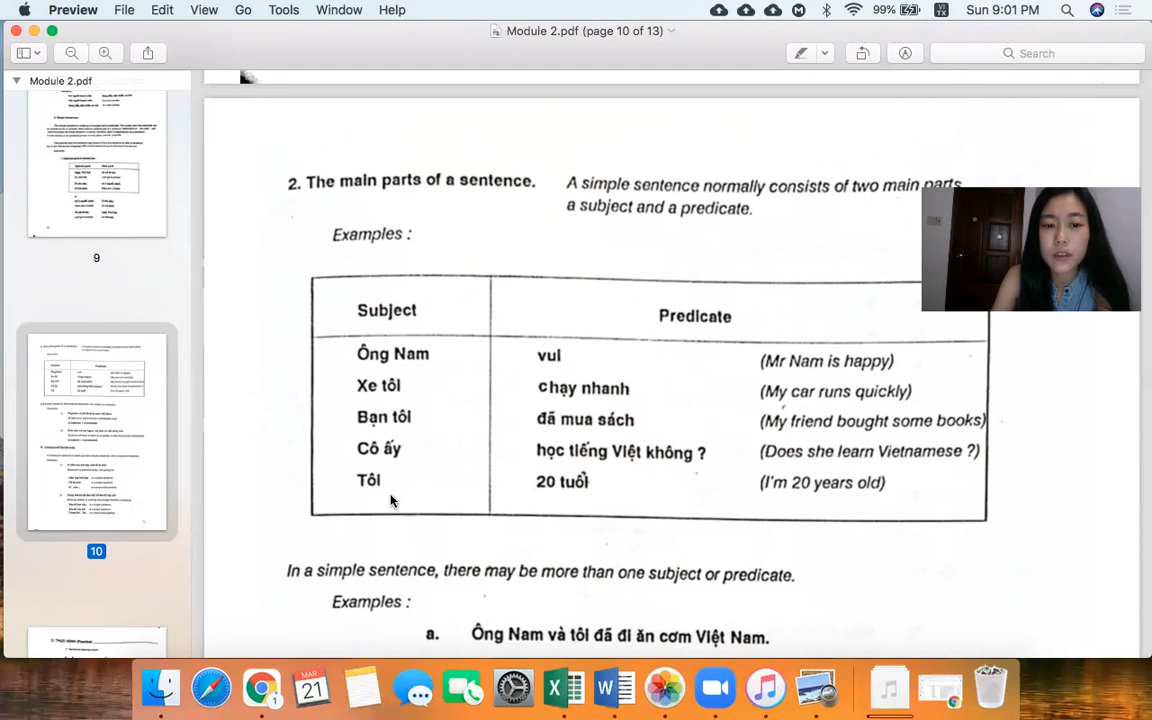 Preview File Edit View Go Tools Window Help 99% VI TX Sun 9:01 PM
Module 2.pdf (page 10 of 13)
Search
Module 2.pdf
9
10
2. The main parts of a sentence. A simple sentence normally consists of two main parts
a subject and a predicate.
Examples :
Subject Predicate
Ông Nam vui (Mr Nam is happy)
Xe tôi chạy nhanh (My car runs quickly)
Bạn tôi đã mua sách (My friend bought some books)
Cô ấy học tiếng Việt không ? (Does she learn Vietnamese ?)
Tôi 20 tuổi (I'm 20 years old)
In a simple sentence, there may be more than one subject or predicate.
Examples :
a. Ông Nam và tôi đã đi ăn cơm Việt Nam.
MAR
21
1